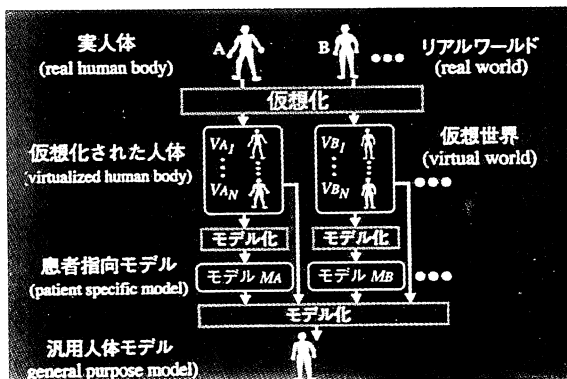 実人体
(real human body)
A
B
リアルワールド
(real world)
仮想化
仮想化された人体
(virtualized human body)
VA1
VAN
VB1
VBN
仮想世界
(virtual world)
モデル化
モデル化
患者指向モデル
(patient specific model)
モデル MA
モデル MB
モデル化
汎用人体モデル
general purpose model)